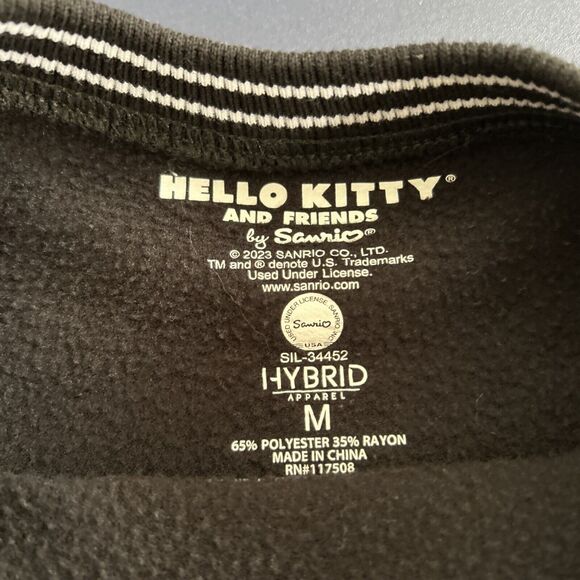 HELLO KITTY®
AND FRIENDS
by Sanrio®
© 2023 SANRIO CO., LTD.
TM and ® denote U.S. Trademarks
Used Under License.
www.sanrio.com
USED UNDER LICENSE SANRIO, INC.
Sanrio
USA
SIL-34452
HYBRID
APPAREL
M
65% POLYESTER 35% RAYON
MADE IN CHINA
RN#117508